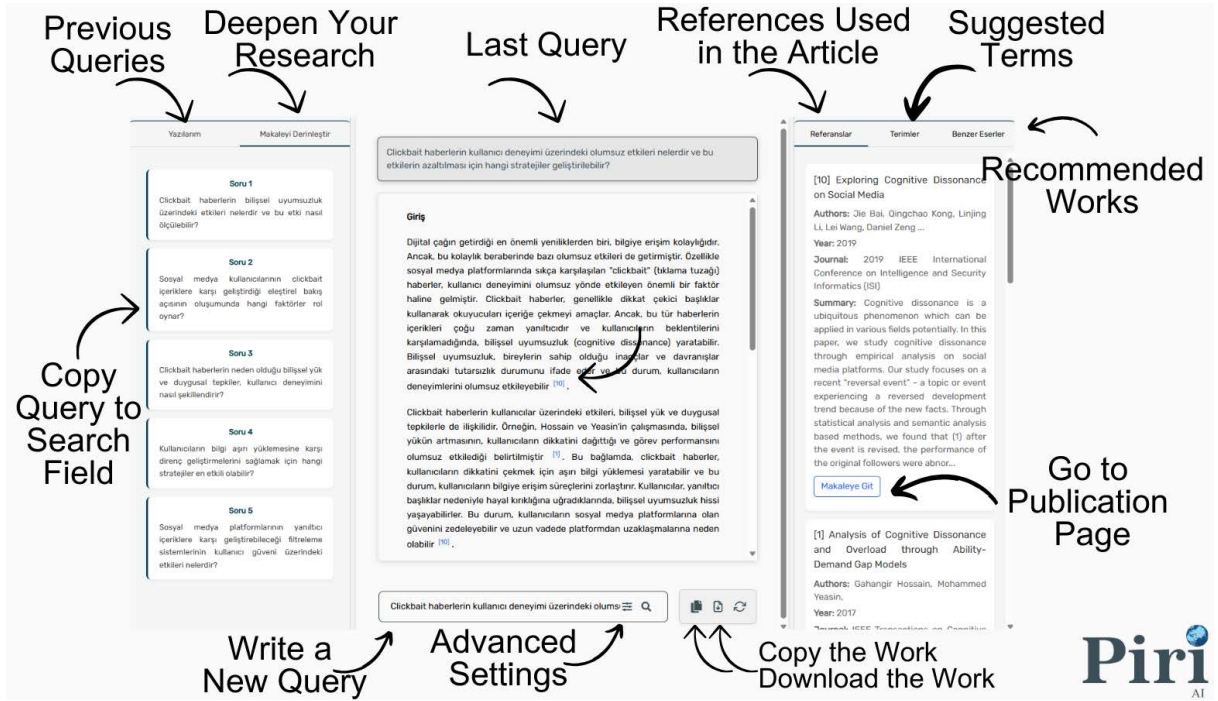 Previous
Queries
Deepen Your
Research
Last Query
References Used
in the Article
Suggested
Terms
Recommended
Works
Yazılarım
Makaleyi Derinleştir
Soru 1
Clickbait haberlerin bilişsel uyumsuzluk
üzerindeki etkileri nelerdir ve bu etki nasıl
ölçülebilir?
Soru 2
Sosyal medya kullanıcılarının clickbait
içeriklere karşı geliştirdiği eleştirel bakış
açısının oluşumunda hangi faktörler rol
oynar?
Soru 3
Clickbait haberlerin neden olduğu bilişsel yük
ve duygusal tepkiler, kullanıcı deneyimini
nasıl şekillendirir?
Soru 4
Kullanıcıların bilgi aşırı yüklemesine karşı
direnç geliştirmelerini sağlamak için hangi
stratejiler en etkili olabilir?
Soru 5
Sosyal medya platformlarının yanıltıcı
içeriklere karşı geliştirebileceği filtreleme
sistemlerinin kullanıcı güveni üzerindeki
etkileri nelerdir?
Copy
Query to
Search
Field
Clickbait haberlerin kullanıcı deneyimi üzerindeki olumsuz etkileri nelerdir ve bu
etkilerin azaltılması için hangi stratejiler geliştirilebilir?
Giriş
Dijital çağın getirdiği en önemli yeniliklerden biri, bilgiye erişim kolaylığıdır.
Ancak, bu kolaylık beraberinde bazı olumsuz etkileri de getirmiştir. Özellikle
sosyal medya platformlarında sıkça karşılaşılan "clickbait" (tıklama tuzağı)
haberler, kullanıcı deneyimini olumsuz yönde etkileyen önemli bir faktör
haline gelmiştir. Clickbait haberler, genellikle dikkat çekici başlıklar
kullanarak okuyucuları içeriğe çekmeyi amaçlar. Ancak, bu tür haberlerin
içerikleri çoğu zaman yanıltıcıdır ve kullanıcıların beklentilerini
karşılamadığında, bilişsel uyumsuzluk (cognitive dissonance) yaratabilir.
Bilişsel uyumsuzluk, bireylerin sahip olduğu inançlar ve davranışlar
arasındaki tutarsızlık durumunu ifade eder ve bu durum, kullanıcıların
deneyimlerini olumsuz etkileyebilir [10] .
Clickbait haberlerin kullanıcılar üzerindeki etkileri, bilişsel yük ve duygusal
tepkilerle de ilişkilidir. Örneğin, Hossain ve Yeasin'in çalışmasında, bilişsel
yükün artmasının, kullanıcıların dikkatini dağıttığı ve görev performansını
olumsuz etkilediği belirtilmiştir [1] . Bu bağlamda, clickbait haberler,
kullanıcıların dikkatini çekmek için aşırı bilgi yüklemesi yaratabilir ve bu
durum, kullanıcıların bilgiye erişim süreçlerini zorlaştırır. Kullanıcılar, yanıltıcı
başlıklar nedeniyle hayal kırıklığına uğradıklarında, bilişsel uyumsuzluk hissi
yaşayabilirler. Bu durum, kullanıcıların sosyal medya platformlarına olan
güvenini zedeleyebilir ve uzun vadede platformdan uzaklaşmalarına neden
olabilir [10] .
Clickbait haberlerin kullanıcı deneyimi üzerindeki olums
Write a
New Query
Advanced
Settings
Copy the Work
Download the Work
Referanslar
Terimler
Benzer Eserler
[10] Exploring Cognitive Dissonance
on Social Media
Authors: Jie Bai, Qingchao Kong, Linjing
Li, Lei Wang, Daniel Zeng ...
Year: 2019
Journal: 2019 IEEE International
Conference on Intelligence and Security
Informatics (ISI)
Summary: Cognitive dissonance is a
ubiquitous phenomenon which can be
applied in various fields potentially. In this
paper, we study cognitive dissonance
through empirical analysis on social
media platforms. Our study focuses on a
recent "reversal event" - a topic or event
experiencing a reversed development
trend because of the new facts. Through
statistical analysis and semantic analysis
based methods, we found that (1) after
the event is revised, the performance of
the original followers were abnor...
Makaleye Git
Go to
Publication
Page
[1] Analysis of Cognitive Dissonance
and Overload through Ability-
Demand Gap Models
Authors: Gahangir Hossain, Mohammed
Yeasin,
Year: 2017
Journal: IEEE Transactions on Cognitive
Piri
AI